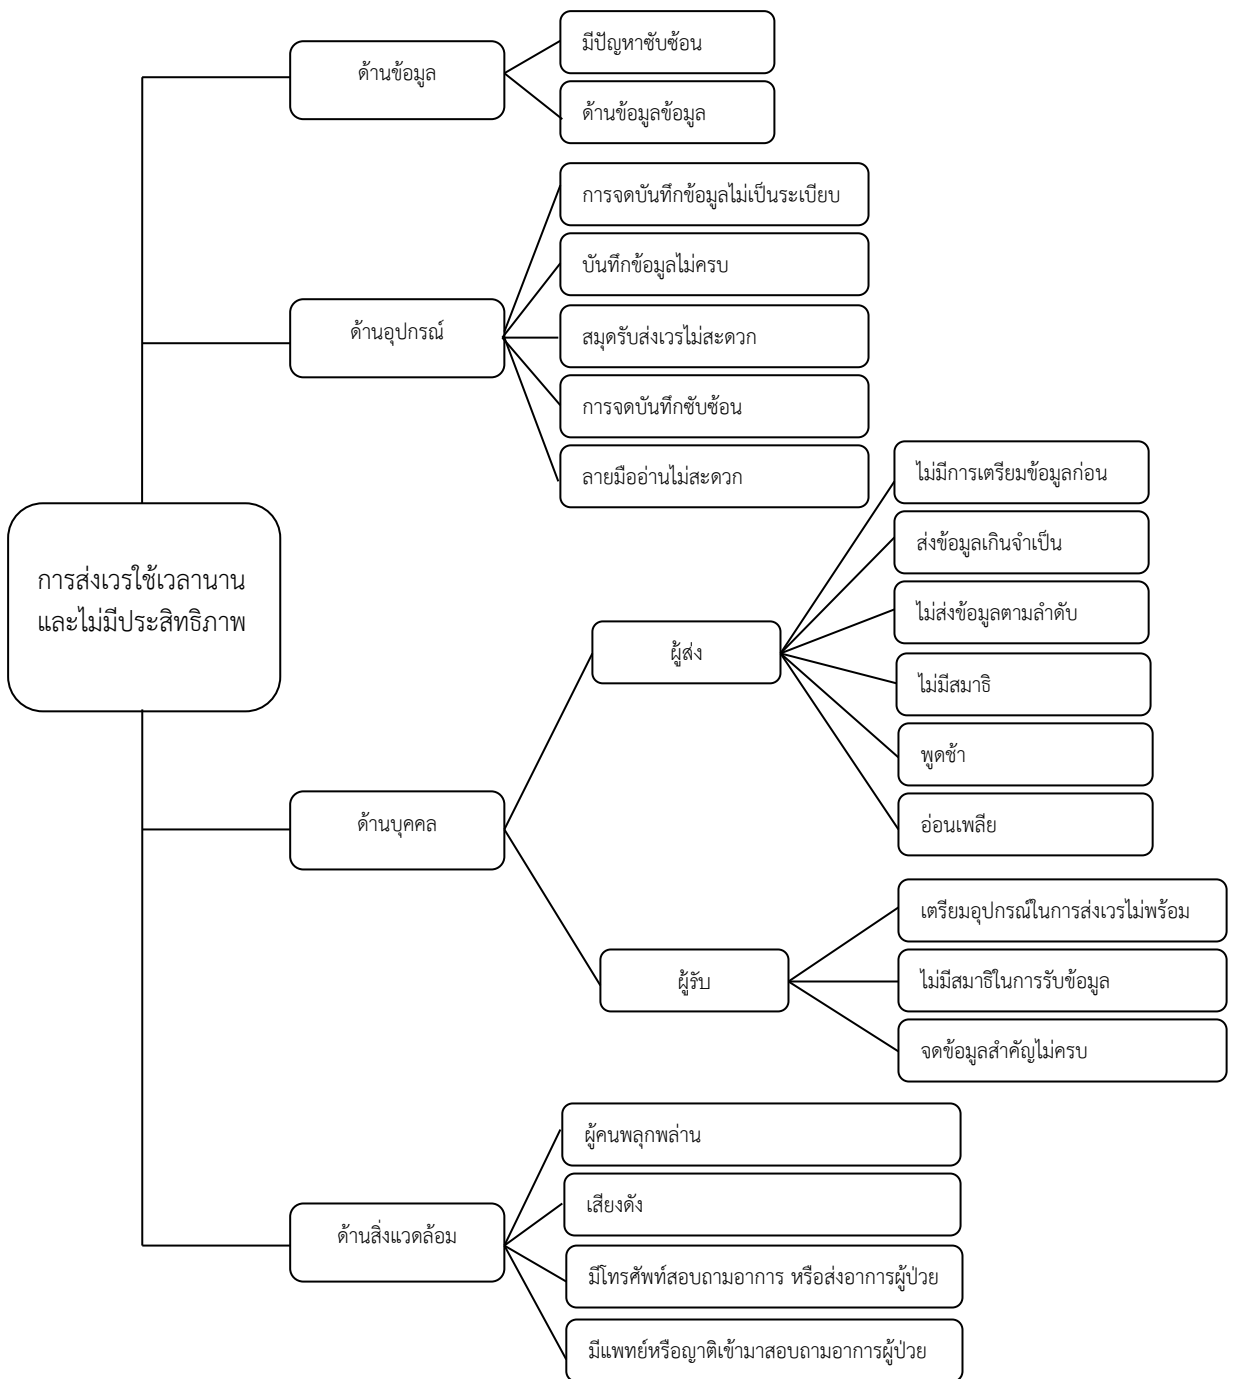 มีปัญหาซับซ้อน
ด้านข้อมูล
ด้านข้อมูลข้อมูล
การจดบันทึกข้อมูลไม่เป็นระเบียบ
บันทึกข้อมูลไม่ครบ
ด้านอุปกรณ์
สมุดรับส่งเวรไม่สะดวก
การจดบันทึกซับซ้อน
ลายมืออ่านไม่สะดวก
การส่งเวรใช้เวลานาน
และไม่มีประสิทธิภาพ
ไม่มีการเตรียมข้อมูลก่อน
ส่งข้อมูลเกินจำเป็น
ไม่ส่งข้อมูลตามลำดับ
ผู้ส่ง
ไม่มีสมาธิ
พูดช้า
อ่อนเพลีย
ด้านบุคคล
เตรียมอุปกรณ์ในการส่งเวรไม่พร้อม
ผู้รับ
ไม่มีสมาธิในการรับข้อมูล
จดข้อมูลสำคัญไม่ครบ
ผู้คนพลุกพล่าน
เสียงดัง
ด้านสิ่งแวดล้อม
มีโทรศัพท์สอบถามอาการ หรือส่งอาการผู้ป่วย
มีแพทย์หรือญาติเข้ามาสอบถามอาการผู้ป่วย